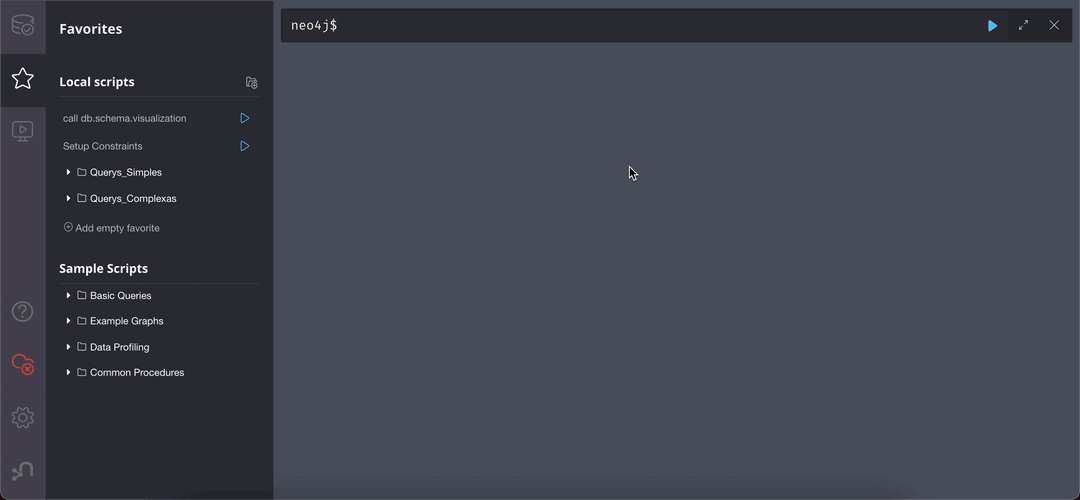 Favorites
Local scripts
call db.schema.visualization
Setup Constraints
Querys_Simples
Querys_Complexas
Add empty favorite
Sample Scripts
Basic Queries
Example Graphs
Data Profiling
Common Procedures
neo4j$